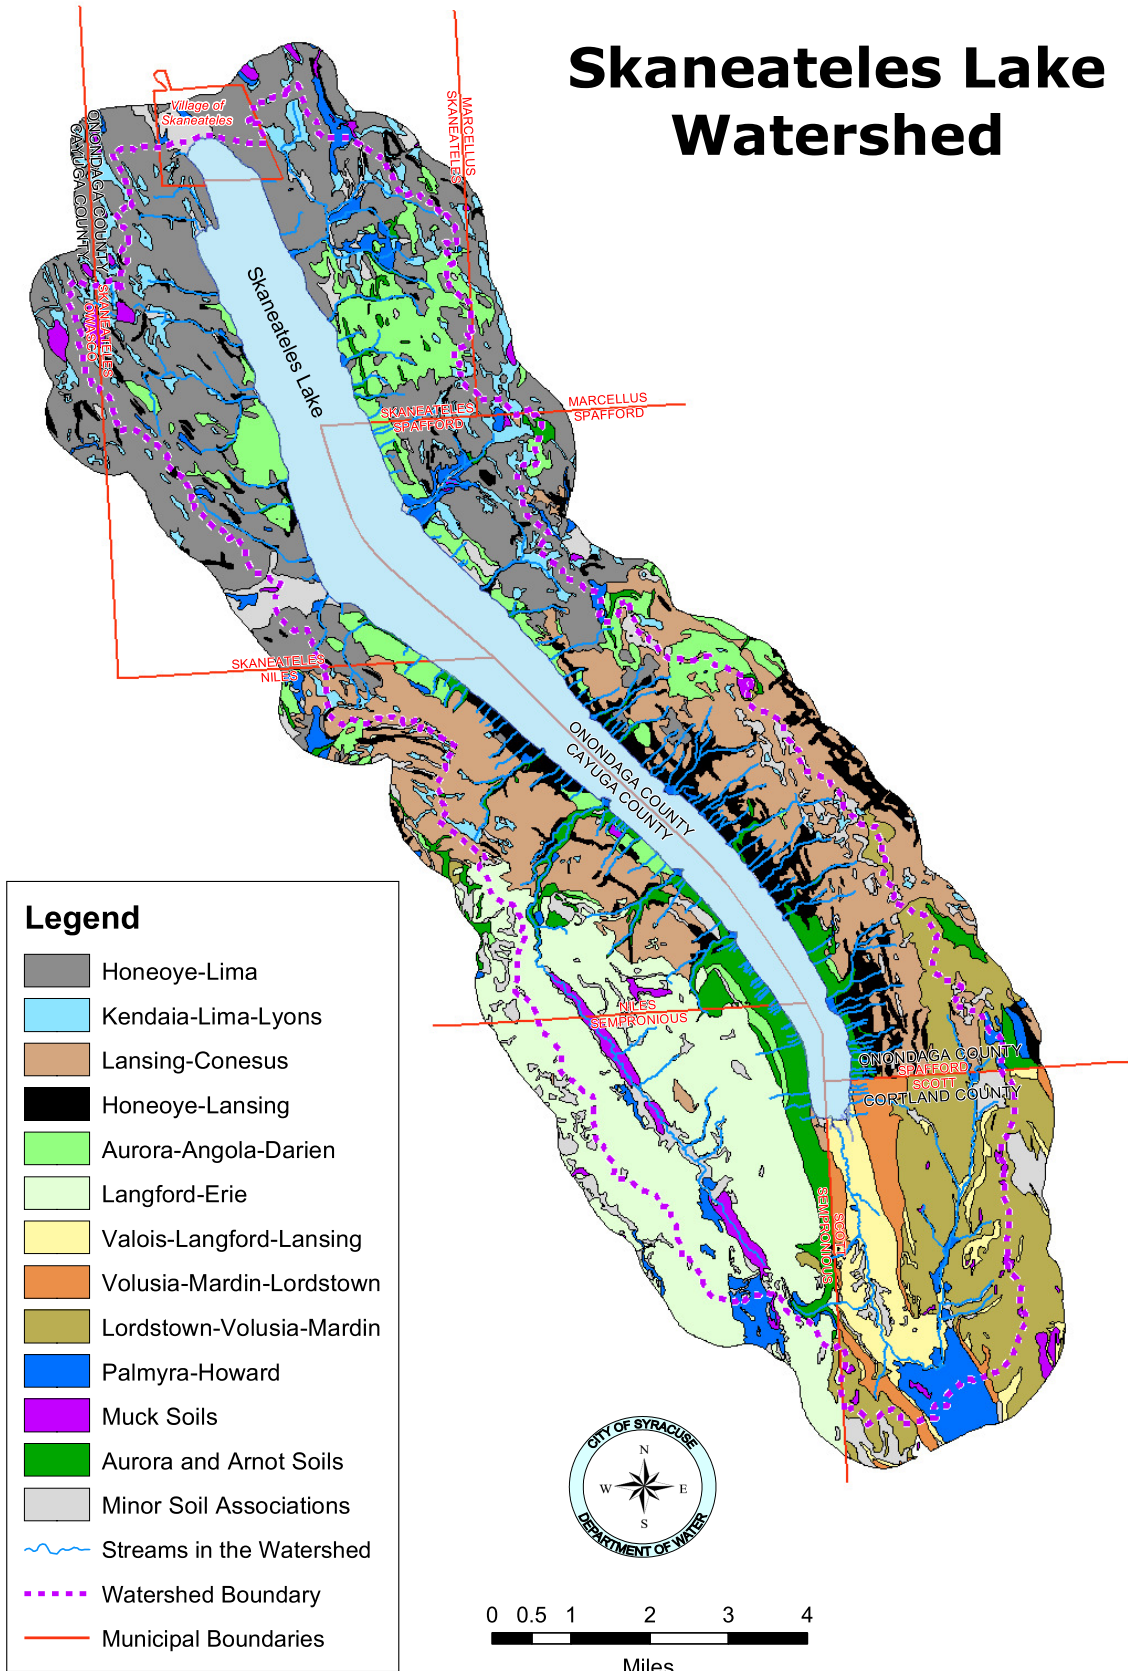 Skaneateles Lake
Watershed
Village of
Skaneateles
MARCELLUS
SKANEATELES
ONONDAGA COUNTY
CAYUGA COUNTY
SKANEATELES
OWASCO
Skaneateles Lake
SKANEATELES
SPAFFORD
MARCELLUS
SPAFFORD
SKANEATELES
NILES
ONONDAGA COUNTY
CAYUGA COUNTY
NILES
SEMPRONIOUS
ONONDAGA COUNTY
SPAFFORD
SCOTT
CORTLAND COUNTY
SCOTT
SEMPRONIOUS
Legend
Honeoye-Lima
Kendaia-Lima-Lyons
Lansing-Conesus
Honeoye-Lansing
Aurora-Angola-Darien
Langford-Erie
Valois-Langford-Lansing
Volusia-Mardin-Lordstown
Lordstown-Volusia-Mardin
Palmyra-Howard
Muck Soils
Aurora and Arnot Soils
Minor Soil Associations
Streams in the Watershed
Watershed Boundary
Municipal Boundaries
CITY OF SYRACUSE
N
W E
S
DEPARTMENT OF WATER
0 0.5 1 2 3 4
Miles